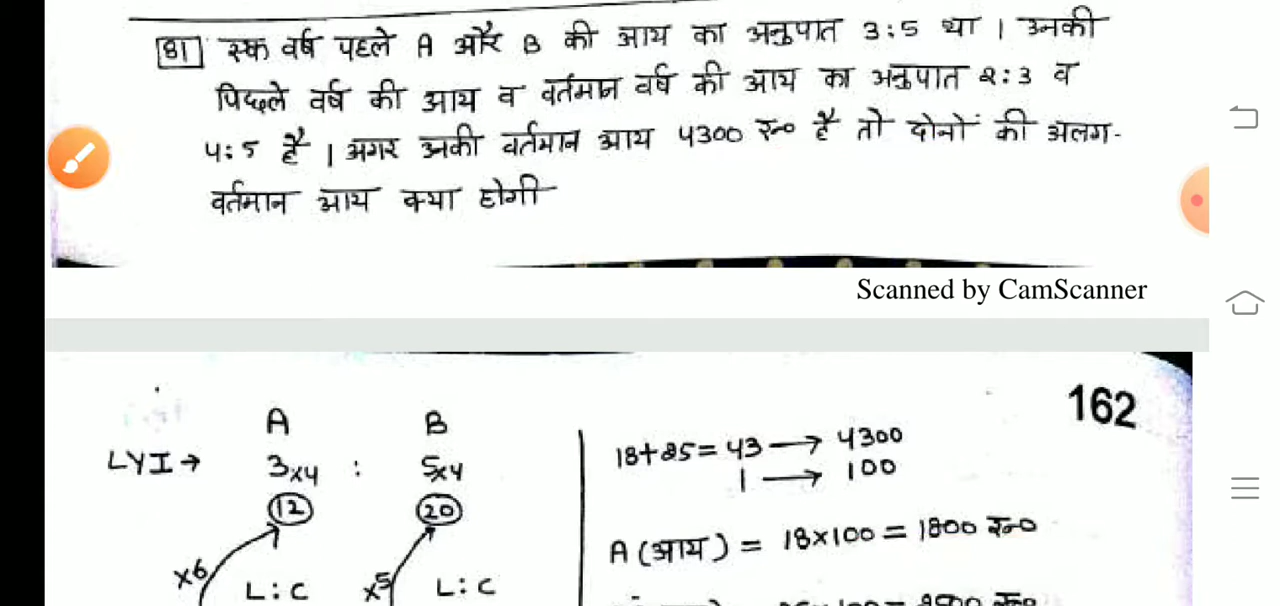 81 एक वर्ष पहले A और B की आय का अनुपात 3:5 था । उनकी
पिछले वर्ष की आय व वर्तमान वर्ष की आय का अनुपात 2:3 व
4:5 है । अगर उनकी वर्तमान आय 4300 रू० है तो दोनों की अलग-
वर्तमान आय क्या होगी
Scanned by CamScanner
162
A B
LYI → 3×4 : 5×4
12 20
×6 L:C ×5 L:C
18+25=43 → 4300
1 → 100
A (आय) = 18×100 = 1800 रू०